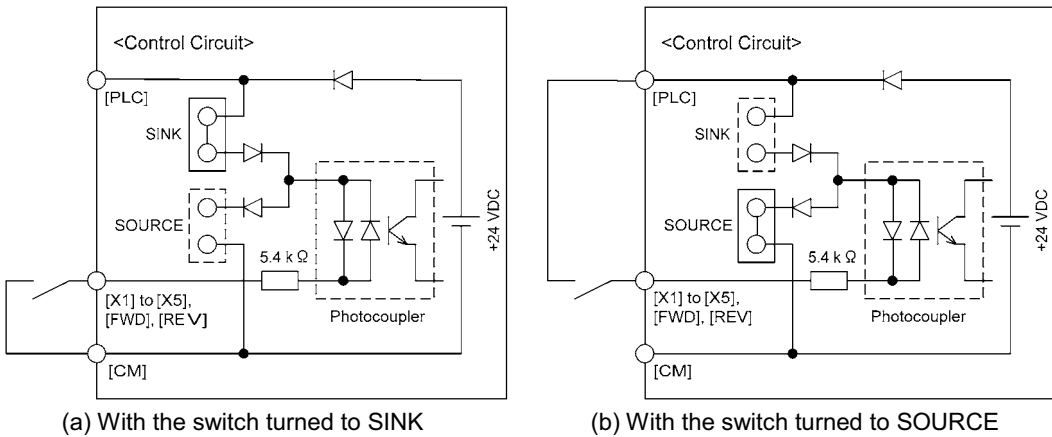 <Control Circuit>
[PLC]
SINK
SOURCE
5.4 k Ω
+24 VDC
[X1] to [X5],
[FWD], [REV]
Photocoupler
[CM]
(a) With the switch turned to SINK
<Control Circuit>
[PLC]
SINK
SOURCE
5.4 k Ω
+24 VDC
[X1] to [X5],
[FWD], [REV]
Photocoupler
[CM]
(b) With the switch turned to SOURCE